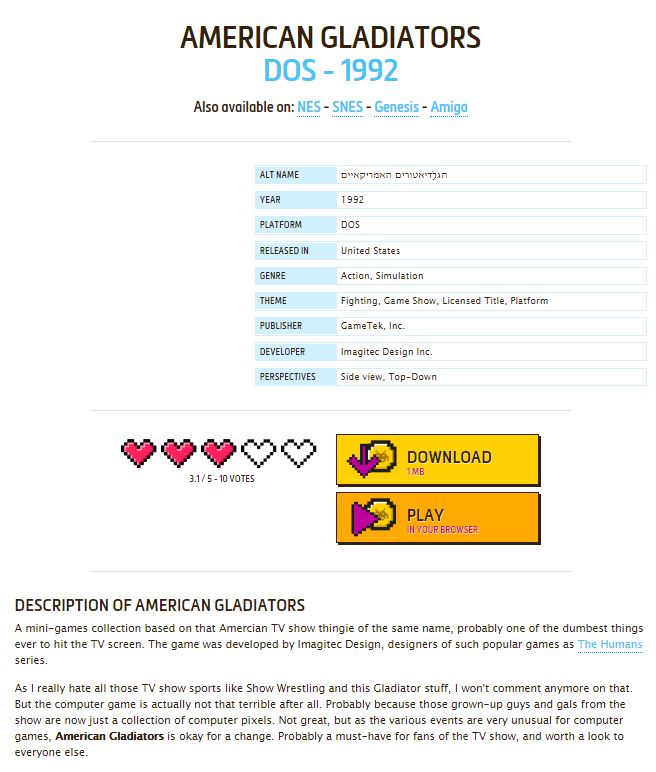 AMERICAN GLADIATORS
DOS - 1992
Also available on: NES - SNES - Genesis - Amiga
ALT NAME הגלדיאטורים האמריקאיים
YEAR 1992
PLATFORM DOS
RELEASED IN United States
GENRE Action, Simulation
THEME Fighting, Game Show, Licensed Title, Platform
PUBLISHER GameTek, Inc.
DEVELOPER Imagitec Design Inc.
PERSPECTIVES Side view, Top-Down
3.1 / 5 - 10 VOTES
DOWNLOAD
1 MB
PLAY
IN YOUR BROWSER
DESCRIPTION OF AMERICAN GLADIATORS
A mini-games collection based on that Amercian TV show thingie of the same name, probably one of the dumbest things
ever to hit the TV screen. The game was developed by Imagitec Design, designers of such popular games as The Humans
series.
As I really hate all those TV show sports like Show Wrestling and this Gladiator stuff, I won't comment anymore on that.
But the computer game is actually not that terrible after all. Probably because those grown-up guys and gals from the
show are now just a collection of computer pixels. Not great, but as the various events are very unusual for computer
games, American Gladiators is okay for a change. Probably a must-have for fans of the TV show, and worth a look to
everyone else.